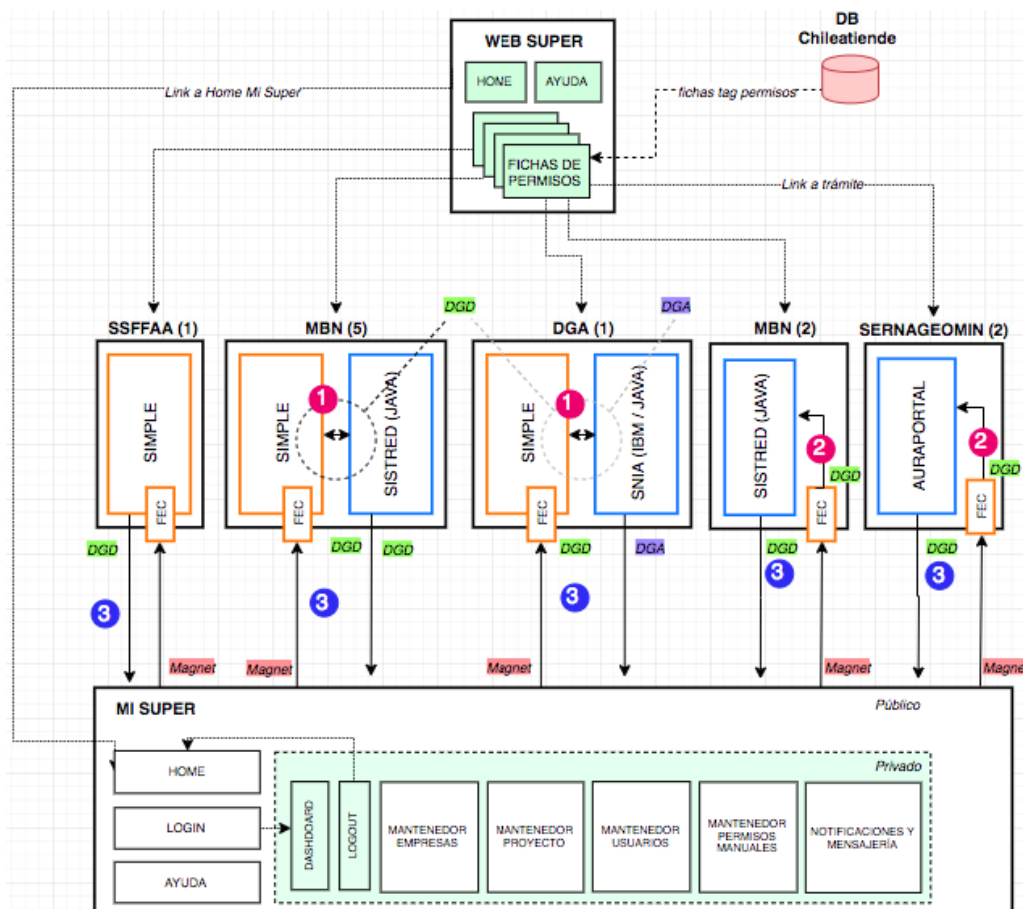 DB
Chileatiende
WEB SUPER
HOME
AYUDA
Link a Home Mi Super
fichas tag permisos
FICHAS DE
PERMISOS
Link a trámite
DGD
DGA
SSFFAA (1)
MBN (5)
DGA (1)
MBN (2)
SERNAGEOMIN (2)
SIMPLE
SIMPLE
SISTRED (JAVA)
SIMPLE
SNIA (IBM / JAVA)
SISTRED (JAVA)
AURAPORTAL
1
1
2
2
DGD
DGD
FEC
FEC
FEC
FEC
FEC
DGD
DGD
DGD
DGD
DGA
DGD
DGD
3
3
3
3
3
Magnet
Magnet
Magnet
Magnet
Magne
MI SUPER
Público
HOME
Privado
LOGIN
AYUDA
DASHDOARD
LOGOUT
MANTENEDOR
EMPRESAS
MANTENEDOR
PROYECTO
MANTENEDOR
USUARIOS
MANTENEDOR
PERMISOS
MANUALES
NOTIFICACIONES Y
MENSAJERÍA